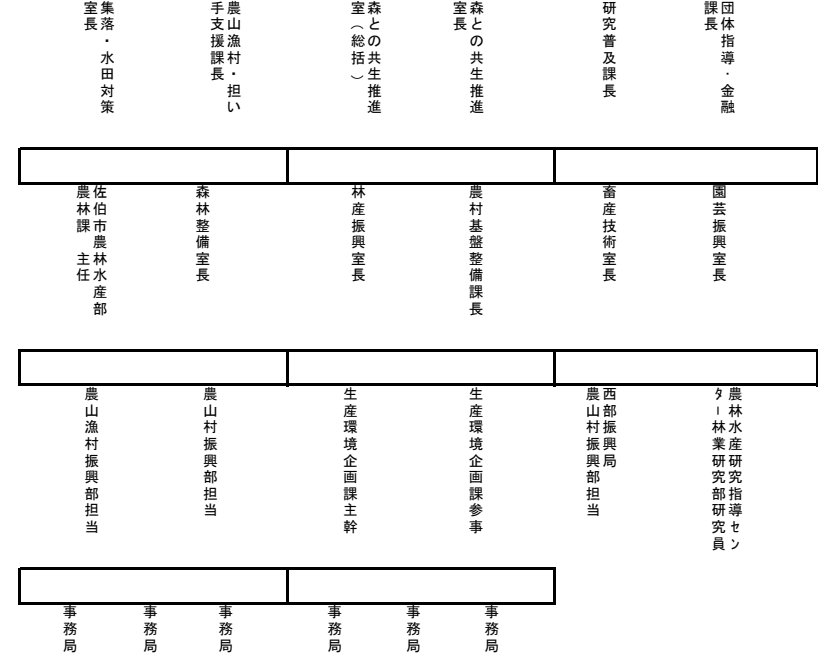 団体指導・金融
課長
研究普及課長
森との共生推進
室長
森との共生推進
室（総括）
農山漁村・担い
手支援課長
集落・水田対策
室長
園芸振興室長
畜産技術室長
農村基盤整備課長
林産振興室長
森林整備室長
佐伯市農林水産部
農林課　主任
農林水産研究指導セン
ター林業研究部研究員
西部振興局
農山村振興部担当
生産環境企画課参事
生産環境企画課主幹
農山村振興部担当
農山漁村振興部担当
事務局
事務局
事務局
事務局
事務局
事務局